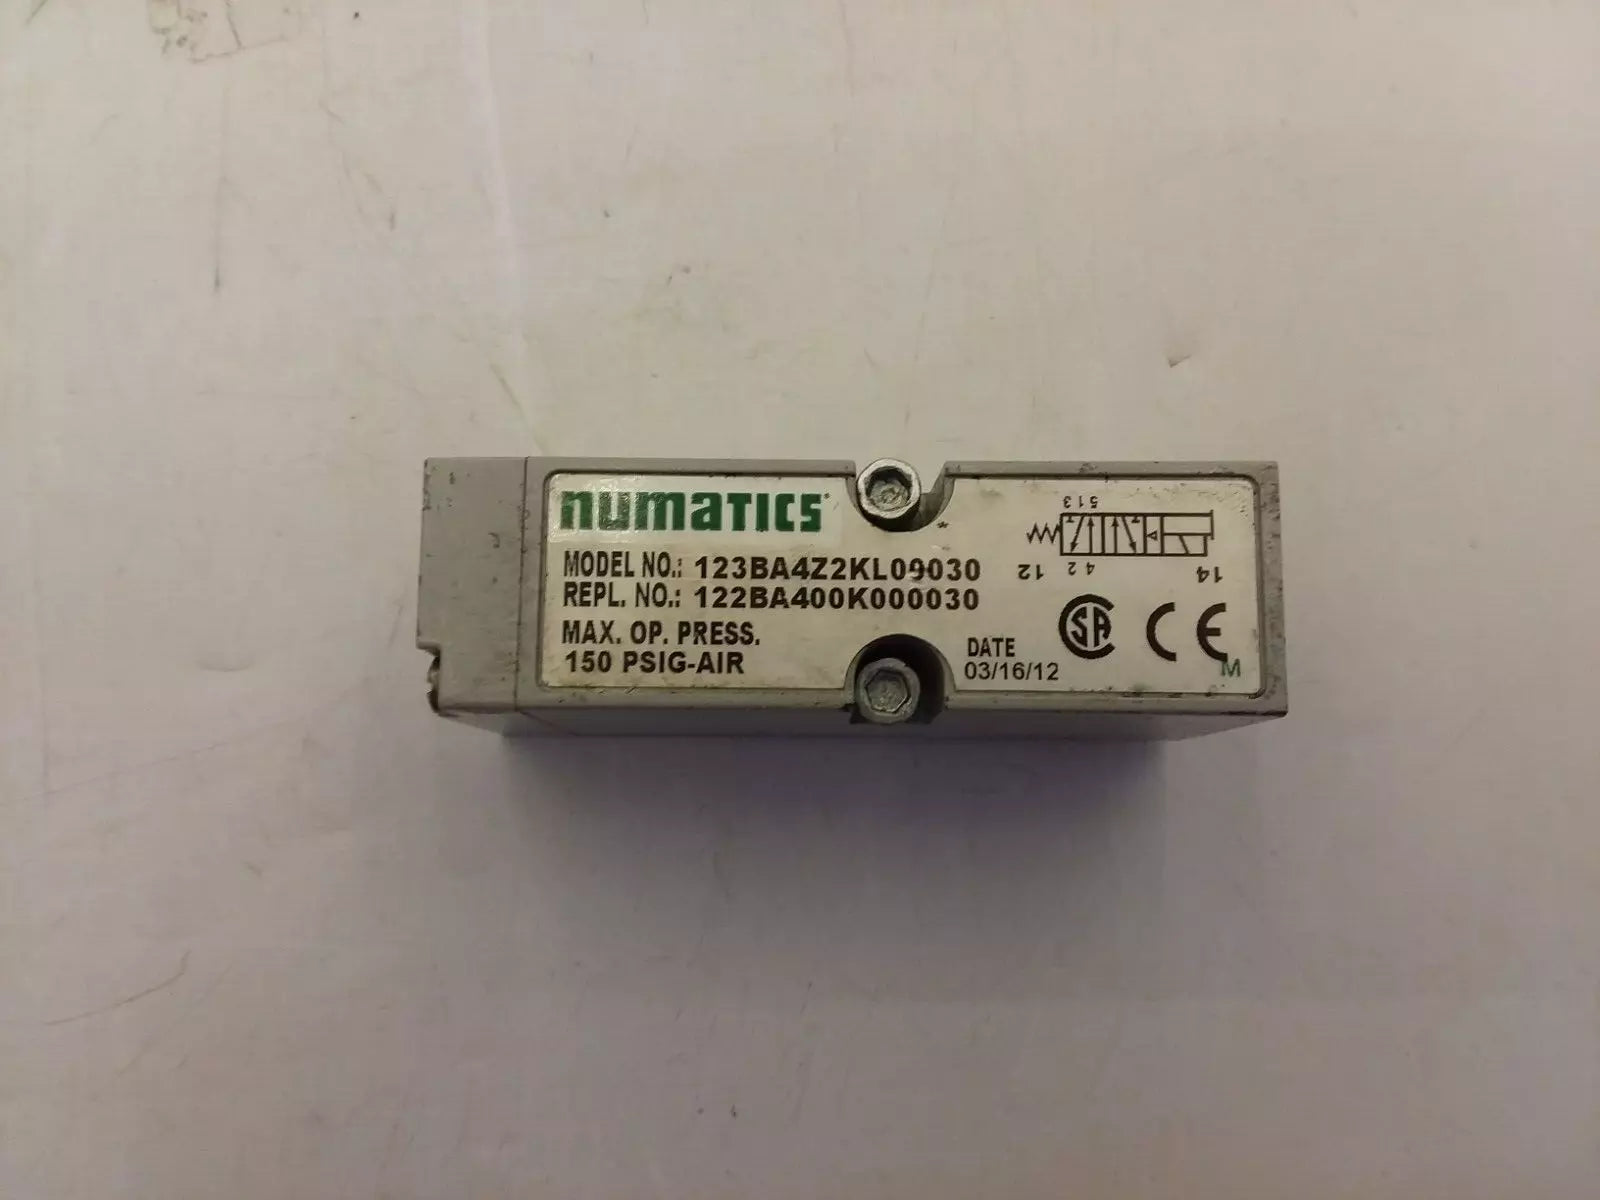 numatics
MODEL NO.: 123BA4Z2KL09030
REPL. NO.: 122BA400K000030
MAX. OP. PRESS.
150 PSIG-AIR
DATE
03/16/12
513
42
12
14
SA
CE
M